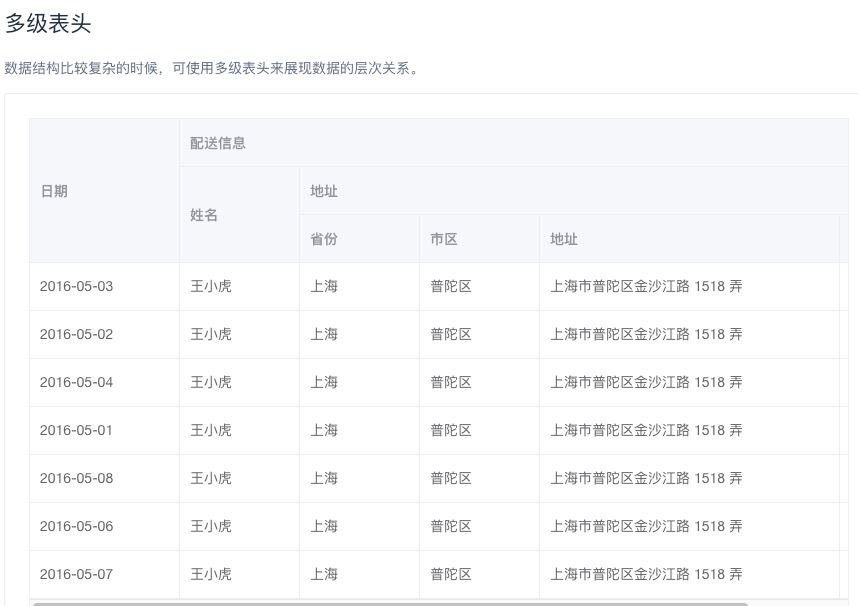 多级表头
数据结构比较复杂的时候，可使用多级表头来展现数据的层次关系。
配送信息
日期
地址
姓名
省份 市区 地址
2016-05-03 王小虎 上海 普陀区 上海市普陀区金沙江路 1518 弄
2016-05-02 王小虎 上海 普陀区 上海市普陀区金沙江路 1518 弄
2016-05-04 王小虎 上海 普陀区 上海市普陀区金沙江路 1518 弄
2016-05-01 王小虎 上海 普陀区 上海市普陀区金沙江路 1518 弄
2016-05-08 王小虎 上海 普陀区 上海市普陀区金沙江路 1518 弄
2016-05-06 王小虎 上海 普陀区 上海市普陀区金沙江路 1518 弄
2016-05-07 王小虎 上海 普陀区 上海市普陀区金沙江路 1518 弄